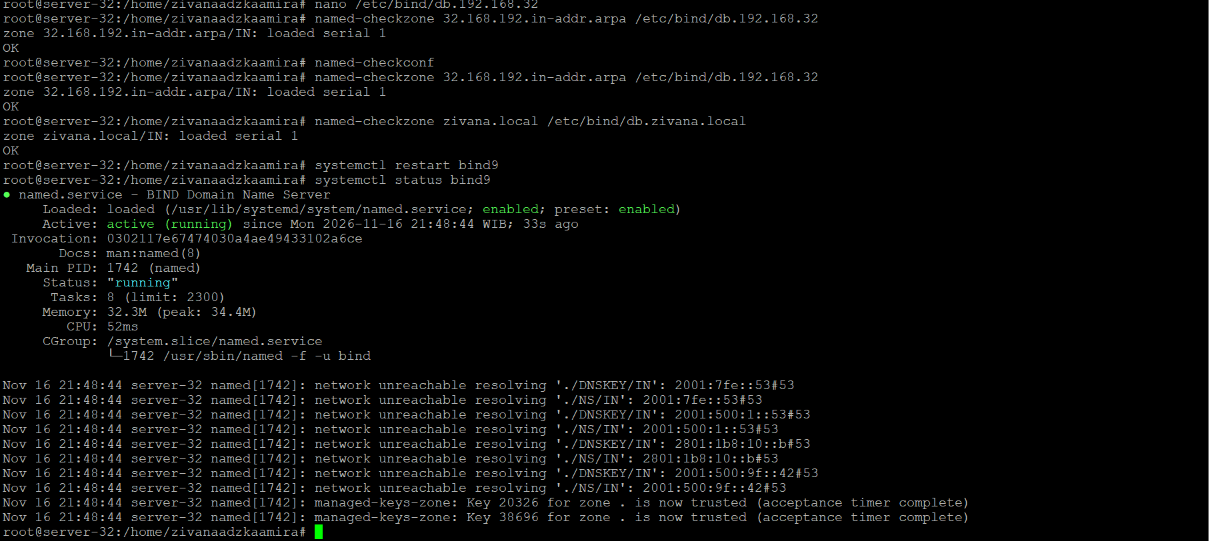 root@server-32:/home/zivanaadzkaamira# nano /etc/bind/db.192.168.32
root@server-32:/home/zivanaadzkaamira# named-checkzone 32.168.192.in-addr.arpa /etc/bind/db.192.168.32
zone 32.168.192.in-addr.arpa/IN: loaded serial 1
OK
root@server-32:/home/zivanaadzkaamira# named-checkconf
root@server-32:/home/zivanaadzkaamira# named-checkzone 32.168.192.in-addr.arpa /etc/bind/db.192.168.32
zone 32.168.192.in-addr.arpa/IN: loaded serial 1
OK
root@server-32:/home/zivanaadzkaamira# named-checkzone zivana.local /etc/bind/db.zivana.local
zone zivana.local/IN: loaded serial 1
OK
root@server-32:/home/zivanaadzkaamira# systemctl restart bind9
root@server-32:/home/zivanaadzkaamira# systemctl status bind9
● named.service - BIND Domain Name Server
     Loaded: loaded (/usr/lib/systemd/system/named.service; enabled; preset: enabled)
     Active: active (running) since Mon 2026-11-16 21:48:44 WIB; 33s ago
 Invocation: 0302117e67474030a4ae49433102a6ce
       Docs: man:named(8)
   Main PID: 1742 (named)
     Status: "running"
      Tasks: 8 (limit: 2300)
     Memory: 32.3M (peak: 34.4M)
        CPU: 52ms
     CGroup: /system.slice/named.service
             └─1742 /usr/sbin/named -f -u bind
Nov 16 21:48:44 server-32 named[1742]: network unreachable resolving './DNSKEY/IN': 2001:7fe::53#53
Nov 16 21:48:44 server-32 named[1742]: network unreachable resolving './NS/IN': 2001:7fe::53#53
Nov 16 21:48:44 server-32 named[1742]: network unreachable resolving './DNSKEY/IN': 2001:500:1::53#53
Nov 16 21:48:44 server-32 named[1742]: network unreachable resolving './NS/IN': 2001:500:1::53#53
Nov 16 21:48:44 server-32 named[1742]: network unreachable resolving './DNSKEY/IN': 2801:1b8:10::b#53
Nov 16 21:48:44 server-32 named[1742]: network unreachable resolving './NS/IN': 2801:1b8:10::b#53
Nov 16 21:48:44 server-32 named[1742]: network unreachable resolving './DNSKEY/IN': 2001:500:9f::42#53
Nov 16 21:48:44 server-32 named[1742]: network unreachable resolving './NS/IN': 2001:500:9f::42#53
Nov 16 21:48:44 server-32 named[1742]: managed-keys-zone: Key 20326 for zone . is now trusted (acceptance timer complete)
Nov 16 21:48:44 server-32 named[1742]: managed-keys-zone: Key 38696 for zone . is now trusted (acceptance timer complete)
root@server-32:/home/zivanaadzkaamira#